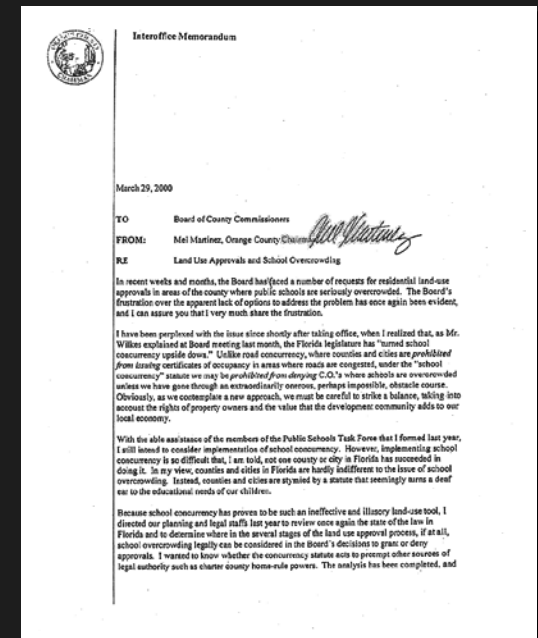 Interoffice Memorandum
CHAIRMAN
March 29, 2000
TO Board of County Commissioners
FROM: Mel Martinez, Orange County Chairman
RE Land Use Approvals and School Overcrowding
In recent weeks and months, the Board has faced a number of requests for residential land-use
approvals in areas of the county where public schools are seriously overcrowded. The Board's
frustration over the apparent lack of options to address the problem has once again been evident,
and I can assure you that I very much share the frustration.
I have been perplexed with the issue since shortly after taking office, when I realized that, as Mr.
Wilkes explained at Board meeting last month, the Florida legislature has "turned school
concurrency upside down." Unlike road concurrency, where counties and cities are prohibited
from issuing certificates of occupancy in areas where roads are congested, under the "school
concurrency" statute we may be prohibited from denying C.O.'s where schools are overcrowded
unless we have gone through an extraordinarily onerous, perhaps impossible, obstacle course.
Obviously, as we contemplate a new approach, we must be careful to strike a balance, taking into
account the rights of property owners and the value that the development community adds to our
local economy.
With the able assistance of the members of the Public Schools Task Force that I formed last year,
I still intend to consider implementation of school concurrency. However, implementing school
concurrency is so difficult that, I am told, not one county or city in Florida has succeeded in
doing it. In my view, counties and cities in Florida are hardly indifferent to the issue of school
overcrowding. Instead, counties and cities are stymied by a statute that seemingly turns a deaf
ear to the educational needs of our children.
Because school concurrency has proven to be such an ineffective and illusory land-use tool, I
directed our planning and legal staffs last year to review once again the state of the law in
Florida and to determine where in the several stages of the land use approval process, if at all,
school overcrowding legally can be considered in the Board's decisions to grant or deny
approvals. I wanted to know whether the concurrency statute acts to preempt other sources of
legal authority such as charter county home-rule powers. The analysis has been completed, and